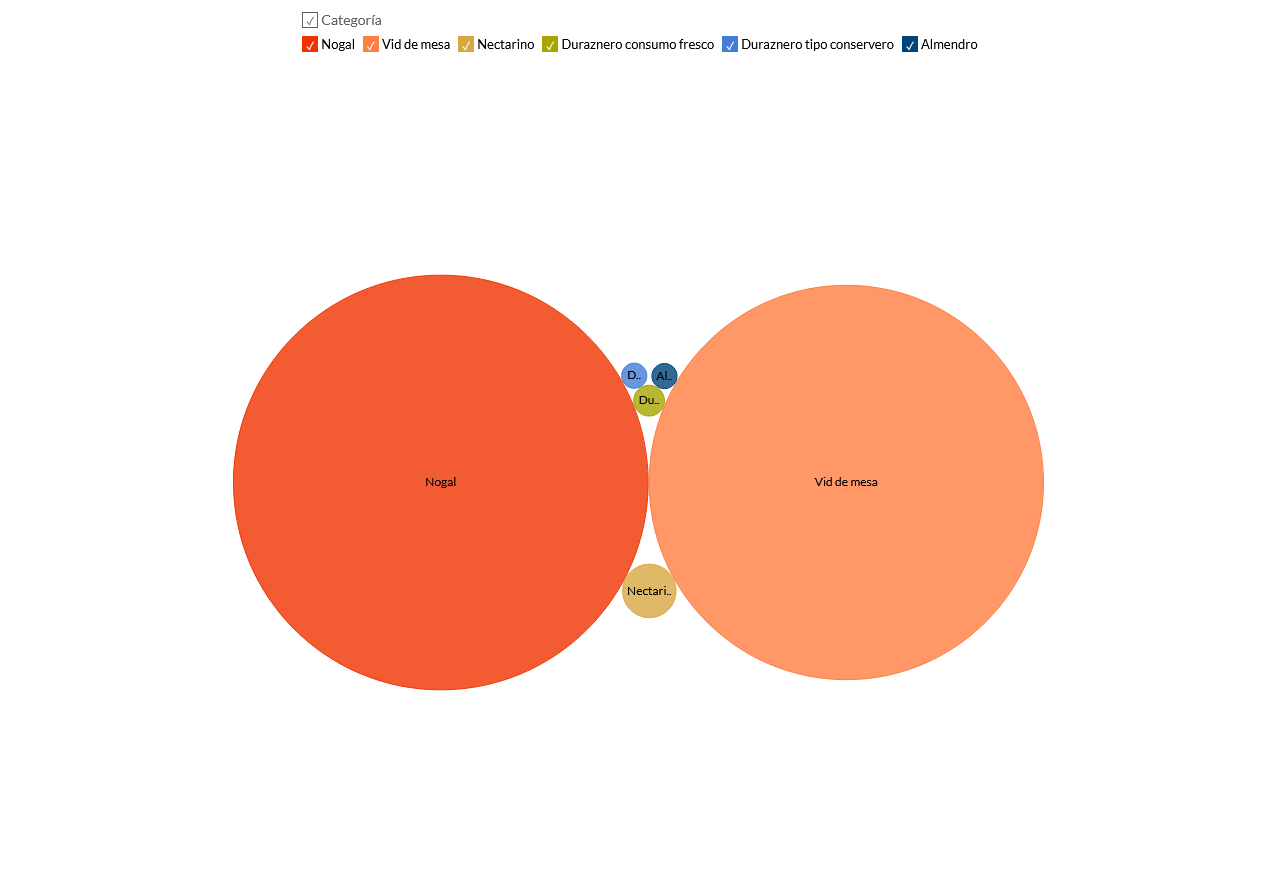 Categoría
Nogal Vid de mesa Nectarino Duraznero consumo fresco Duraznero tipo conservero Almendro
D.. Al..
Du..
Nogal Vid de mesa
Nectari..